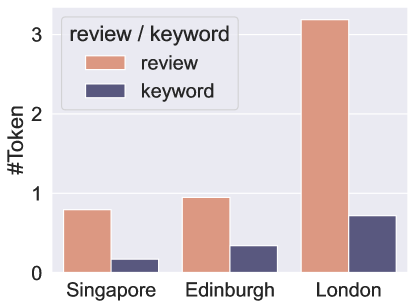 review / keyword
review
keyword
#Token
3
2
1
0
Singapore Edinburgh London